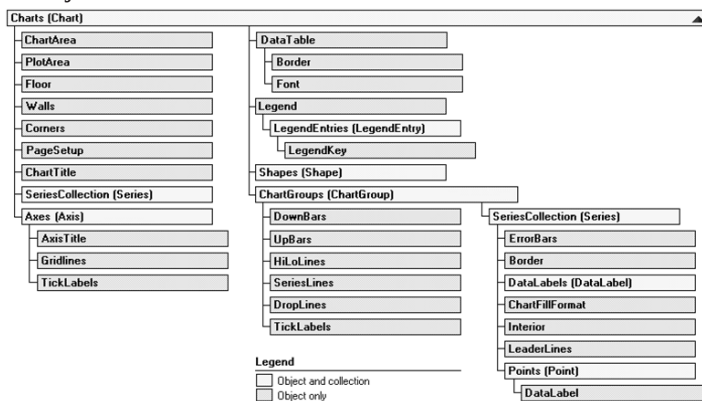 Charts (Chart)
ChartArea
PlotArea
Floor
Walls
Corners
PageSetup
ChartTitle
SeriesCollection (Series)
Axes (Axis)
AxisTitle
Gridlines
TickLabels
DataTable
Border
Font
Legend
LegendEntries (LegendEntry)
LegendKey
Shapes (Shape)
ChartGroups (ChartGroup)
DownBars
UpBars
HiLoLines
SeriesLines
DropLines
TickLabels
SeriesCollection (Series)
ErrorBars
Border
DataLabels (DataLabel)
ChartFillFormat
Interior
LeaderLines
Points (Point)
DataLabel
Legend
Object and collection
Object only